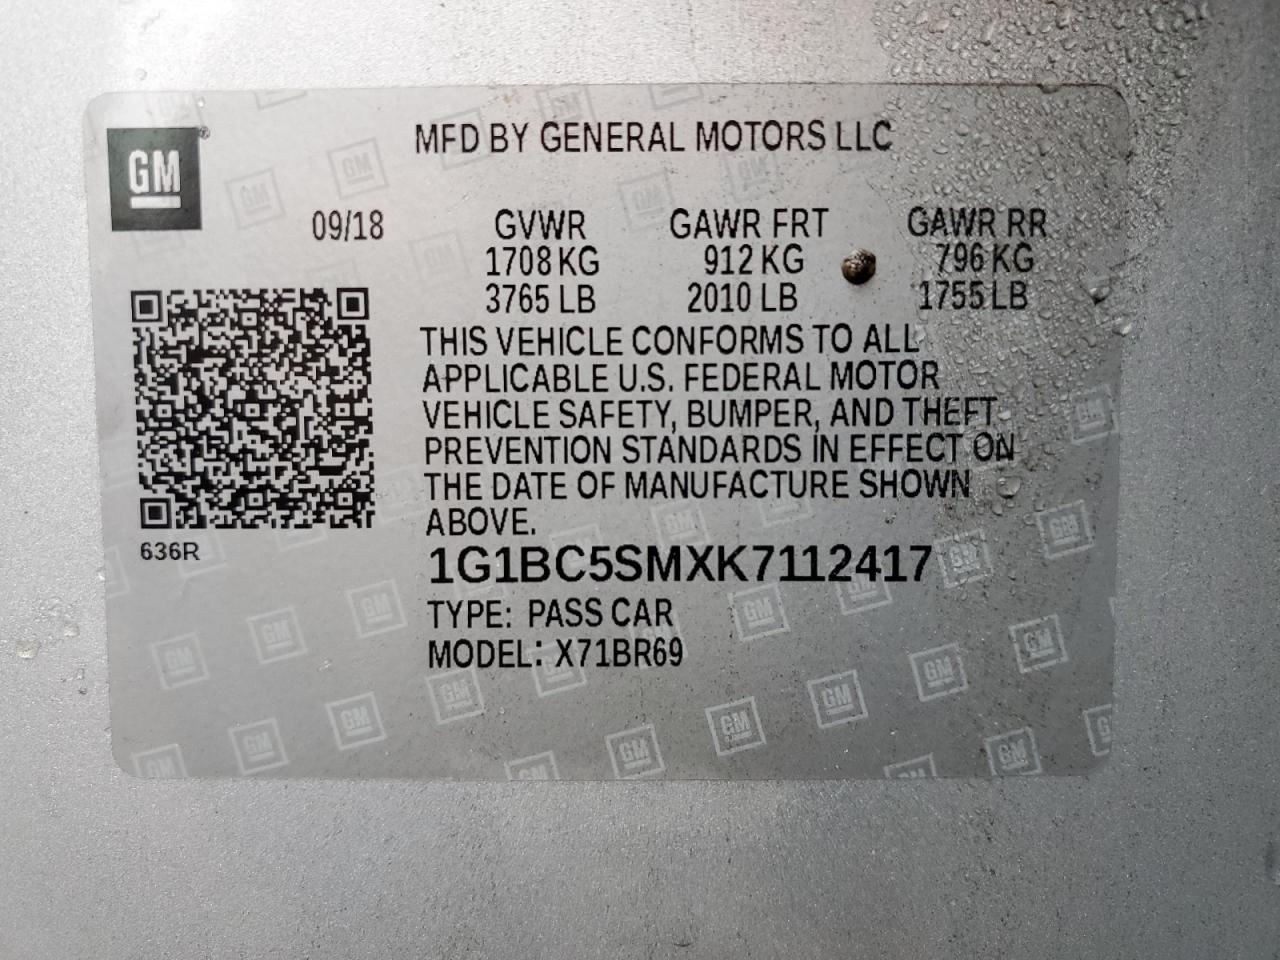 GM
MFD BY GENERAL MOTORS LLC
09/18 GVWR GAWR FRT GAWR RR
1708 KG 912 KG 796 KG
3765 LB 2010 LB 1755 LB
THIS VEHICLE CONFORMS TO ALL
APPLICABLE U.S. FEDERAL MOTOR
VEHICLE SAFETY, BUMPER, AND THEFT
PREVENTION STANDARDS IN EFFECT ON
THE DATE OF MANUFACTURE SHOWN
ABOVE.
636R
1G1BC5SMXK7112417
TYPE: PASS CAR
MODEL: X71BR69